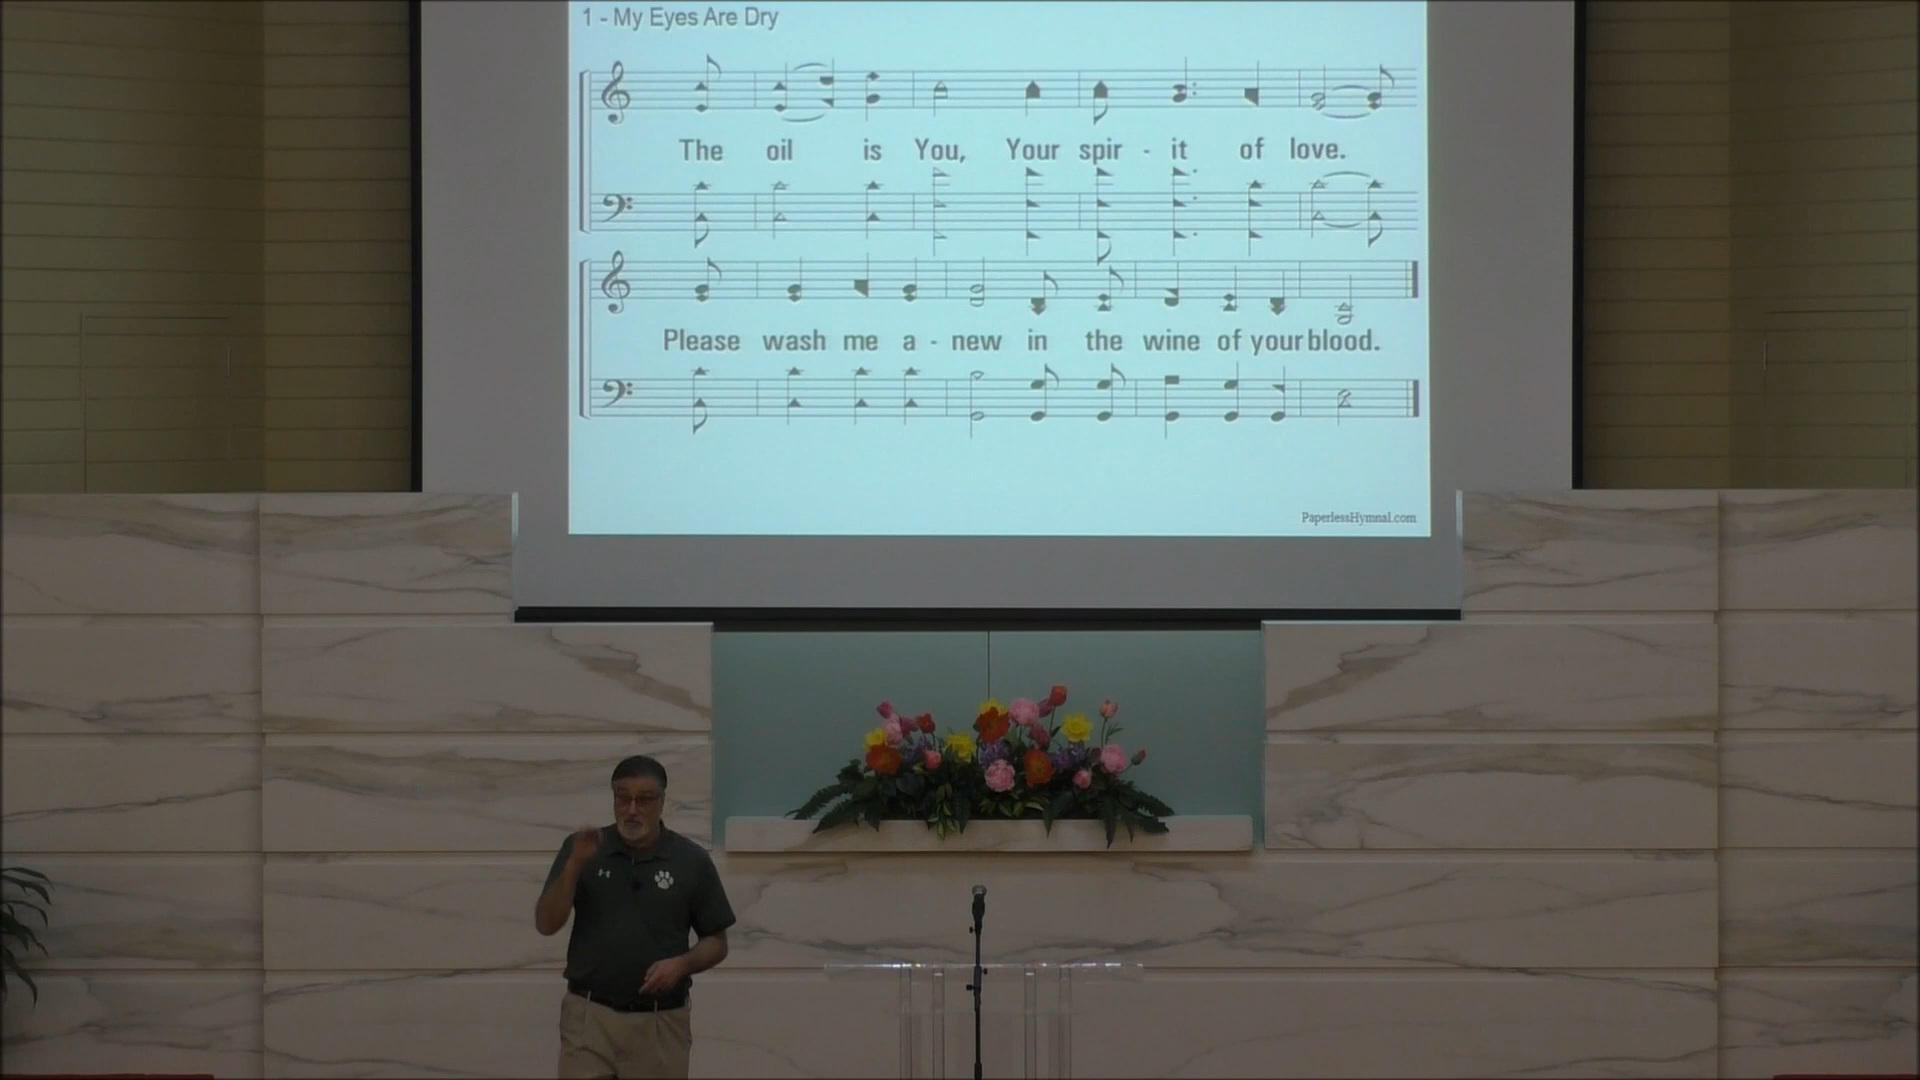 1 - My Eyes Are Dry
The oil is You, Your spir - it of love.
Please wash me a - new in the wine of your blood.
PaperlessHymnal.com